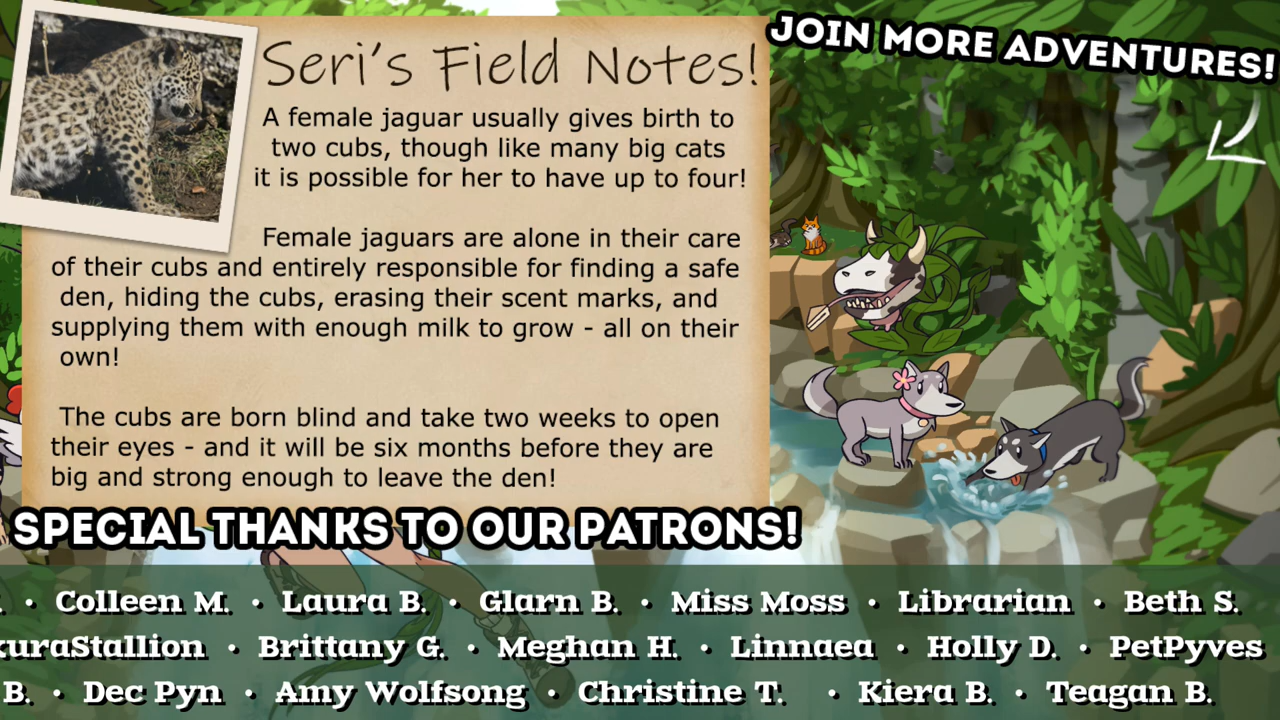 Seri's Field Notes!
A female jaguar usually gives birth to
two cubs, though like many big cats
it is possible for her to have up to four!
Female jaguars are alone in their care
of their cubs and entirely responsible for finding a safe
den, hiding the cubs, erasing their scent marks, and
supplying them with enough milk to grow - all on their
own!
The cubs are born blind and take two weeks to open
their eyes - and it will be six months before they are
big and strong enough to leave the den!
JOIN MORE ADVENTURES!
SPECIAL THANKS TO OUR PATRONS!
• Colleen M. • Laura B. • Glarn B. • Miss Moss • Librarian • Beth S.
kuraStallion • Brittany G. • Meghan H. • Linnaea • Holly D. • PetPyves
B. • Dec Pyn • Amy Wolfsong • Christine T. • Kiera B. • Teagan B.